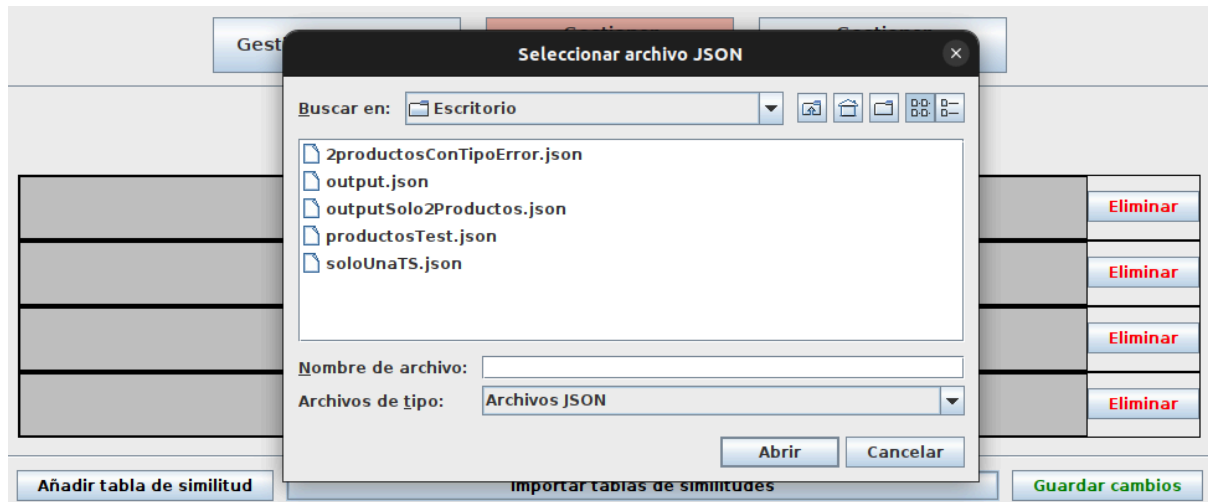 Gesti
Seleccionar archivo JSON
Buscar en: Escritorio
2productosConTipoError.json
output.json
outputSolo2Productos.json
productosTest.json
soloUnaTS.json
Eliminar
Eliminar
Eliminar
Eliminar
Nombre de archivo:
Archivos de tipo: Archivos JSON
Abrir Cancelar
Añadir tabla de similitud Importar tablas de similitudes Guardar cambios